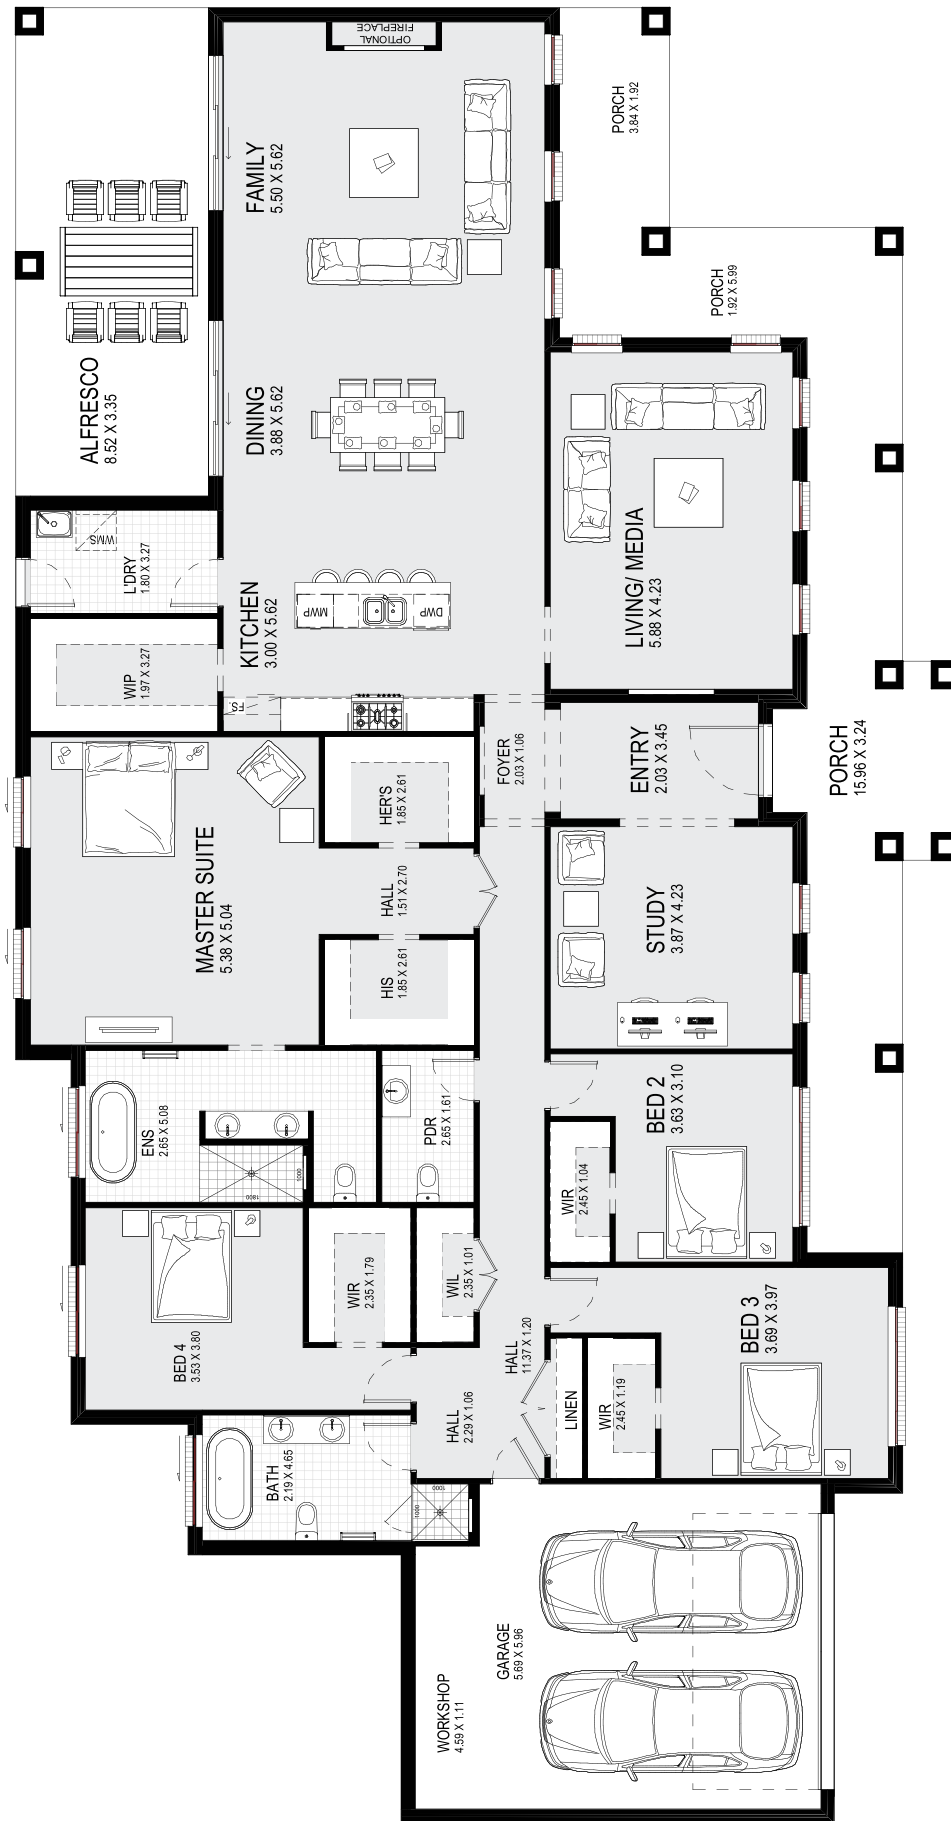 OPTIONAL
FIREPLACE
FAMILY
5.50 X 5.62
PORCH
3.84 X 1.92
PORCH
1.92 X 5.99
ALFRESCO
8.52 X 3.35
DINING
3.88 X 5.62
WMS
L'DRY
1.80 X 3.27
KITCHEN
3.00 X 5.62
MWP
DWP
LIVING/ MEDIA
5.88 X 4.23
WIP
1.97 X 3.27
FS.
FOYER
2.03 X 1.06
ENTRY
2.03 X 3.45
PORCH
15.96 X 3.24
HER'S
1.85 X 2.61
MASTER SUITE
5.38 X 5.04
HALL
1.51 X 2.70
STUDY
3.87 X 4.23
HIS
1.85 X 2.61
ENS
2.65 X 5.08
PDR
2.65 X 1.61
BED 2
3.63 X 3.10
1000
1800
WIR
2.45 X 1.04
WIR
2.35 X 1.79
WIL
2.35 X 1.01
BED 4
3.53 X 3.80
HALL
11.37 X 1.20
BED 3
3.69 X 3.97
HALL
2.29 X 1.06
LINEN
WIR
2.45 X 1.19
BATH
2.19 X 4.65
1000
1000
GARAGE
5.69 X 5.96
WORKSHOP
4.59 X 1.11